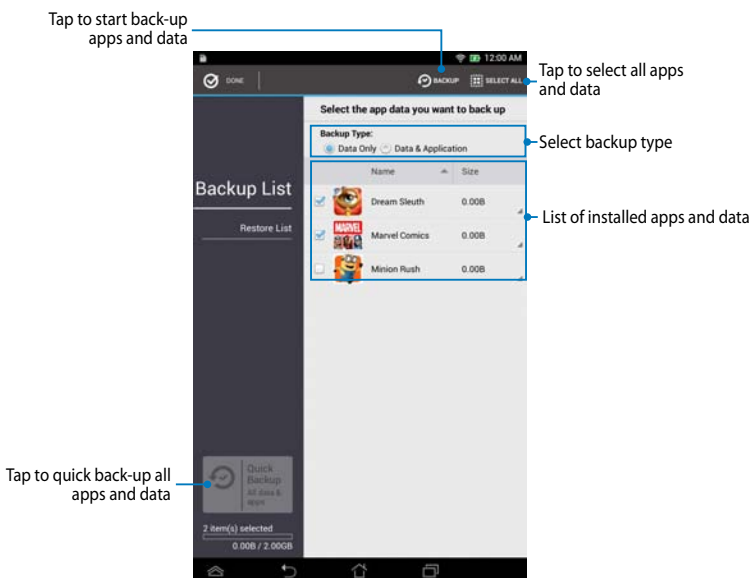 Tap to start back-up
apps and data
12:00 AM
DONE
BACKUP
SELECT ALL
Tap to select all apps
and data
Select the app data you want to back up
Backup Type:
Data Only
Data & Application
Select backup type
Name
Size
Backup List
Restore List
Dream Sleuth
0.00B
MARVEL
Marvel Comics
0.00B
Minion Rush
0.00B
List of installed apps and data
Tap to quick back-up all
apps and data
Quick
Backup
All data &
apps
2 item(s) selected
0.00B / 2.00GB